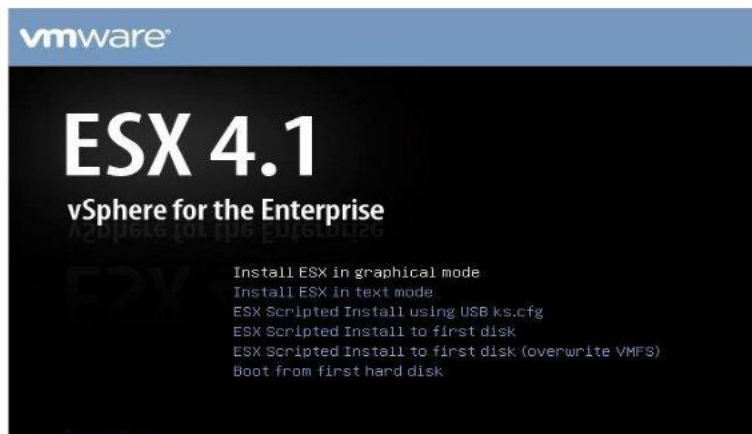 vmware®
ESX 4.1
vSphere for the Enterprise
Install ESX in graphical mode
Install ESX in text mode
ESX Scripted Install using USB ks.cfg
ESX Scripted Install to first disk
ESX Scripted Install to first disk (overwrite VMFS)
Boot from first hard disk